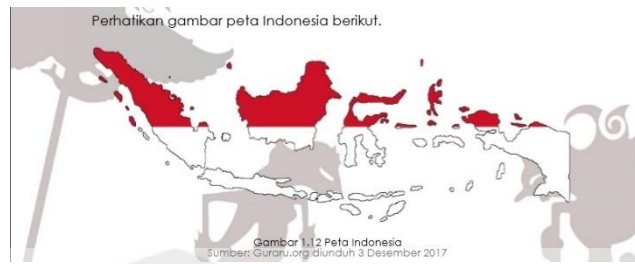 Perhatikan gambar peta Indonesia berikut.
Gambar 1.12 Peta Indonesia
Sumber: Guraru.org diunduh 3 Desember 2017